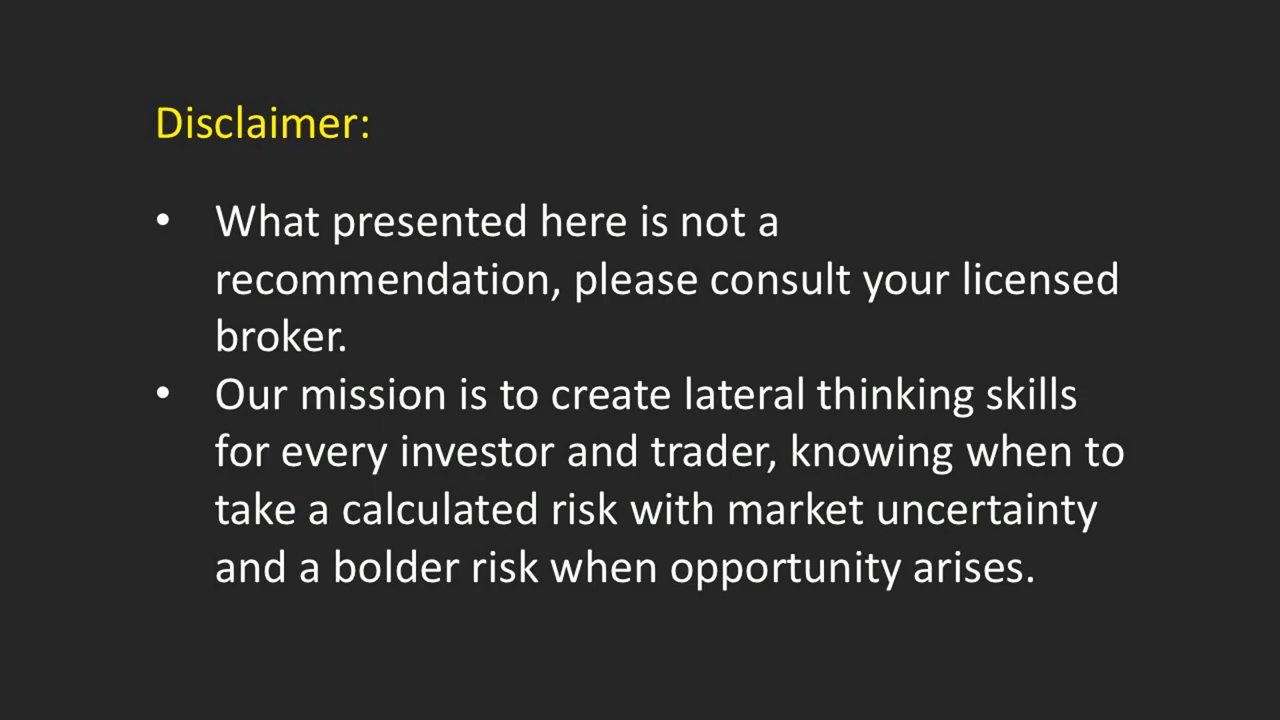 Disclaimer:
• What presented here is not a
recommendation, please consult your licensed
broker.
• Our mission is to create lateral thinking skills
for every investor and trader, knowing when to
take a calculated risk with market uncertainty
and a bolder risk when opportunity arises.